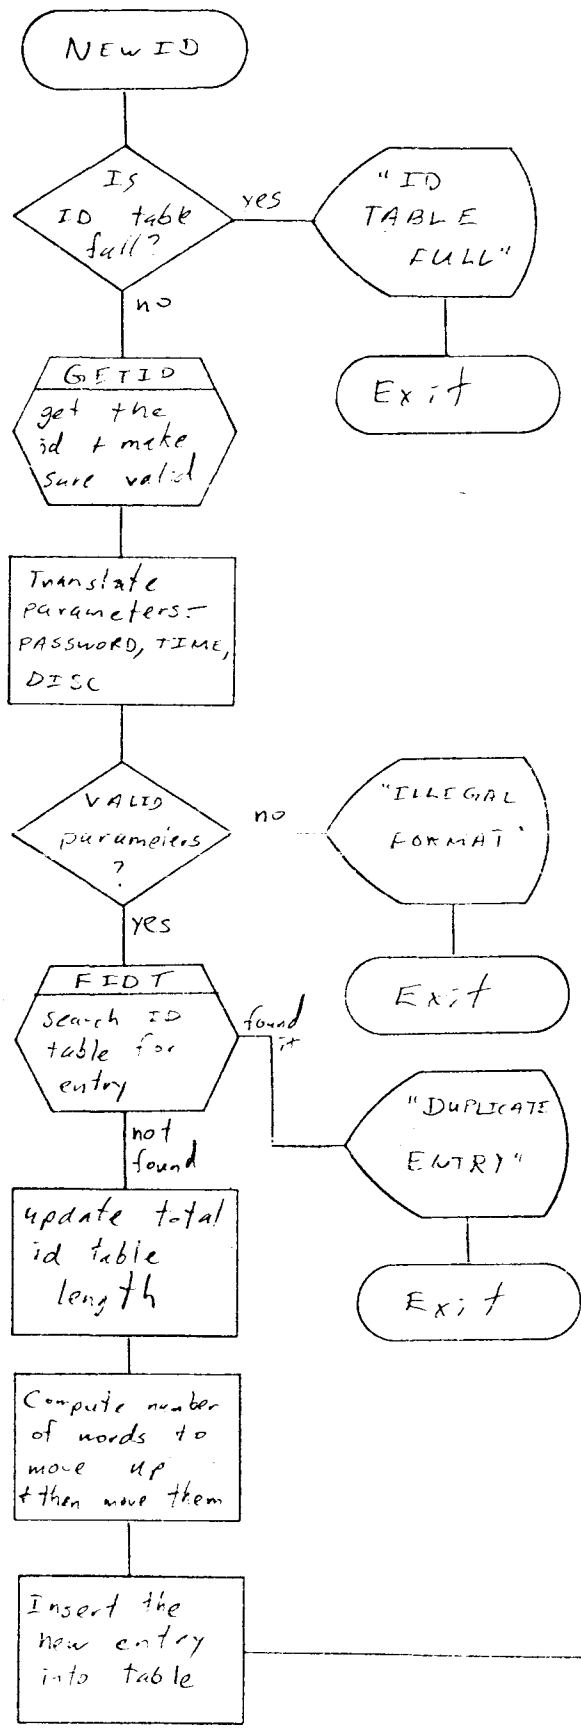 NEWID
Is
ID table
full?
yes
"ID
TABLE
FULL"
no
Exit
GETID
get the
id + make
sure valid
Translate
parameters-
PASSWORD, TIME,
DISC
VALID
parameters
?
no
"ILLEGAL
FORMAT"
yes
Exit
FIDT
search ID
table for
entry
found
it
"DUPLICATE
ENTRY"
not
found
Exit
update total
id table
length
Compute number
of words to
move up
+ then move them
Insert the
new entry
into table